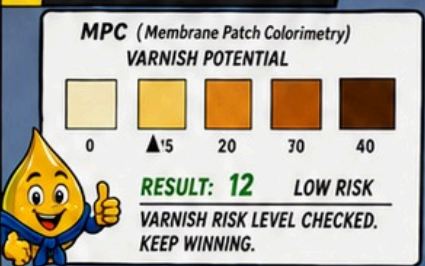 MPC (Membrane Patch Colorimetry)
VARNISH POTENTIAL
0 ▲15 20 30 40
RESULT: 12 LOW RISK
VARNISH RISK LEVEL CHECKED.
KEEP WINNING.